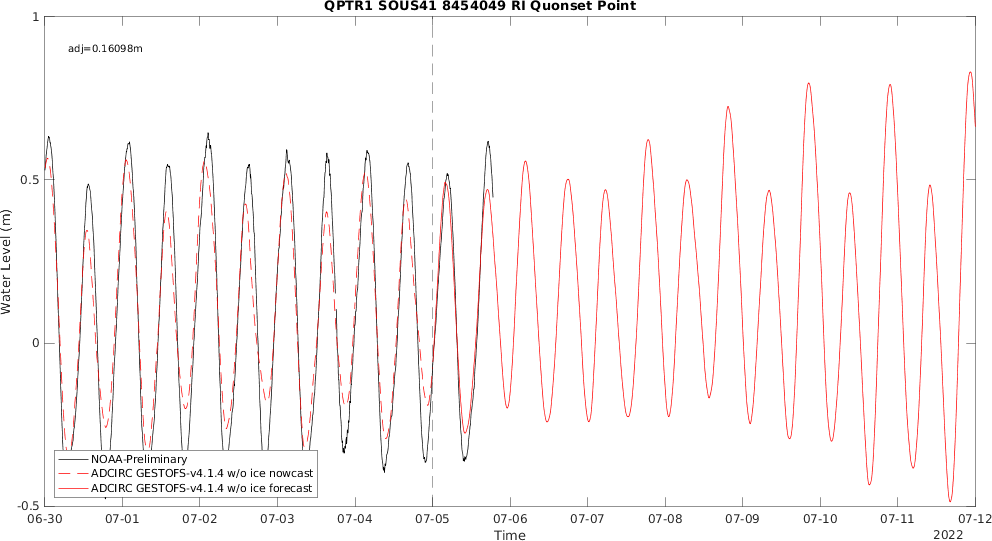 QPTR1 SOUS41 8454049 RI Quonset Point
adj=0.16098m
1
0.5
0
-0.5
Water Level (m)
NOAA-Preliminary
ADCIRC GESTOFS-v4.1.4 w/o ice nowcast
ADCIRC GESTOFS-v4.1.4 w/o ice forecast
06-30 07-01 07-02 07-03 07-04 07-05 07-06 07-07 07-08 07-09 07-10 07-11 07-12
Time
2022